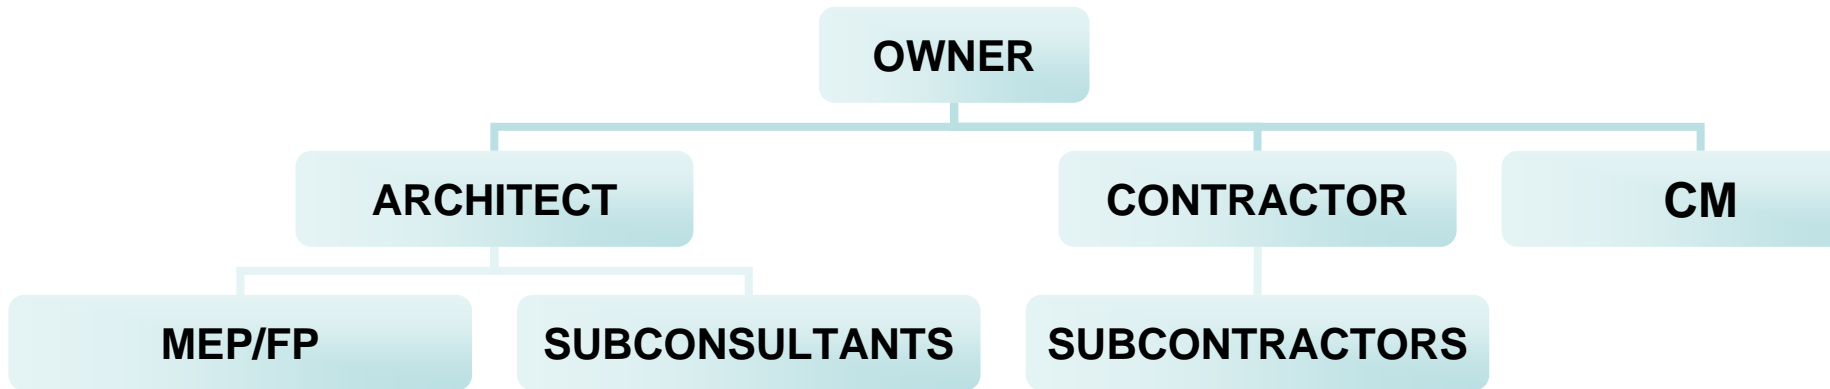 OWNER
ARCHITECT
CONTRACTOR
CM
MEP/FP
SUBCONSULTANTS
SUBCONTRACTORS